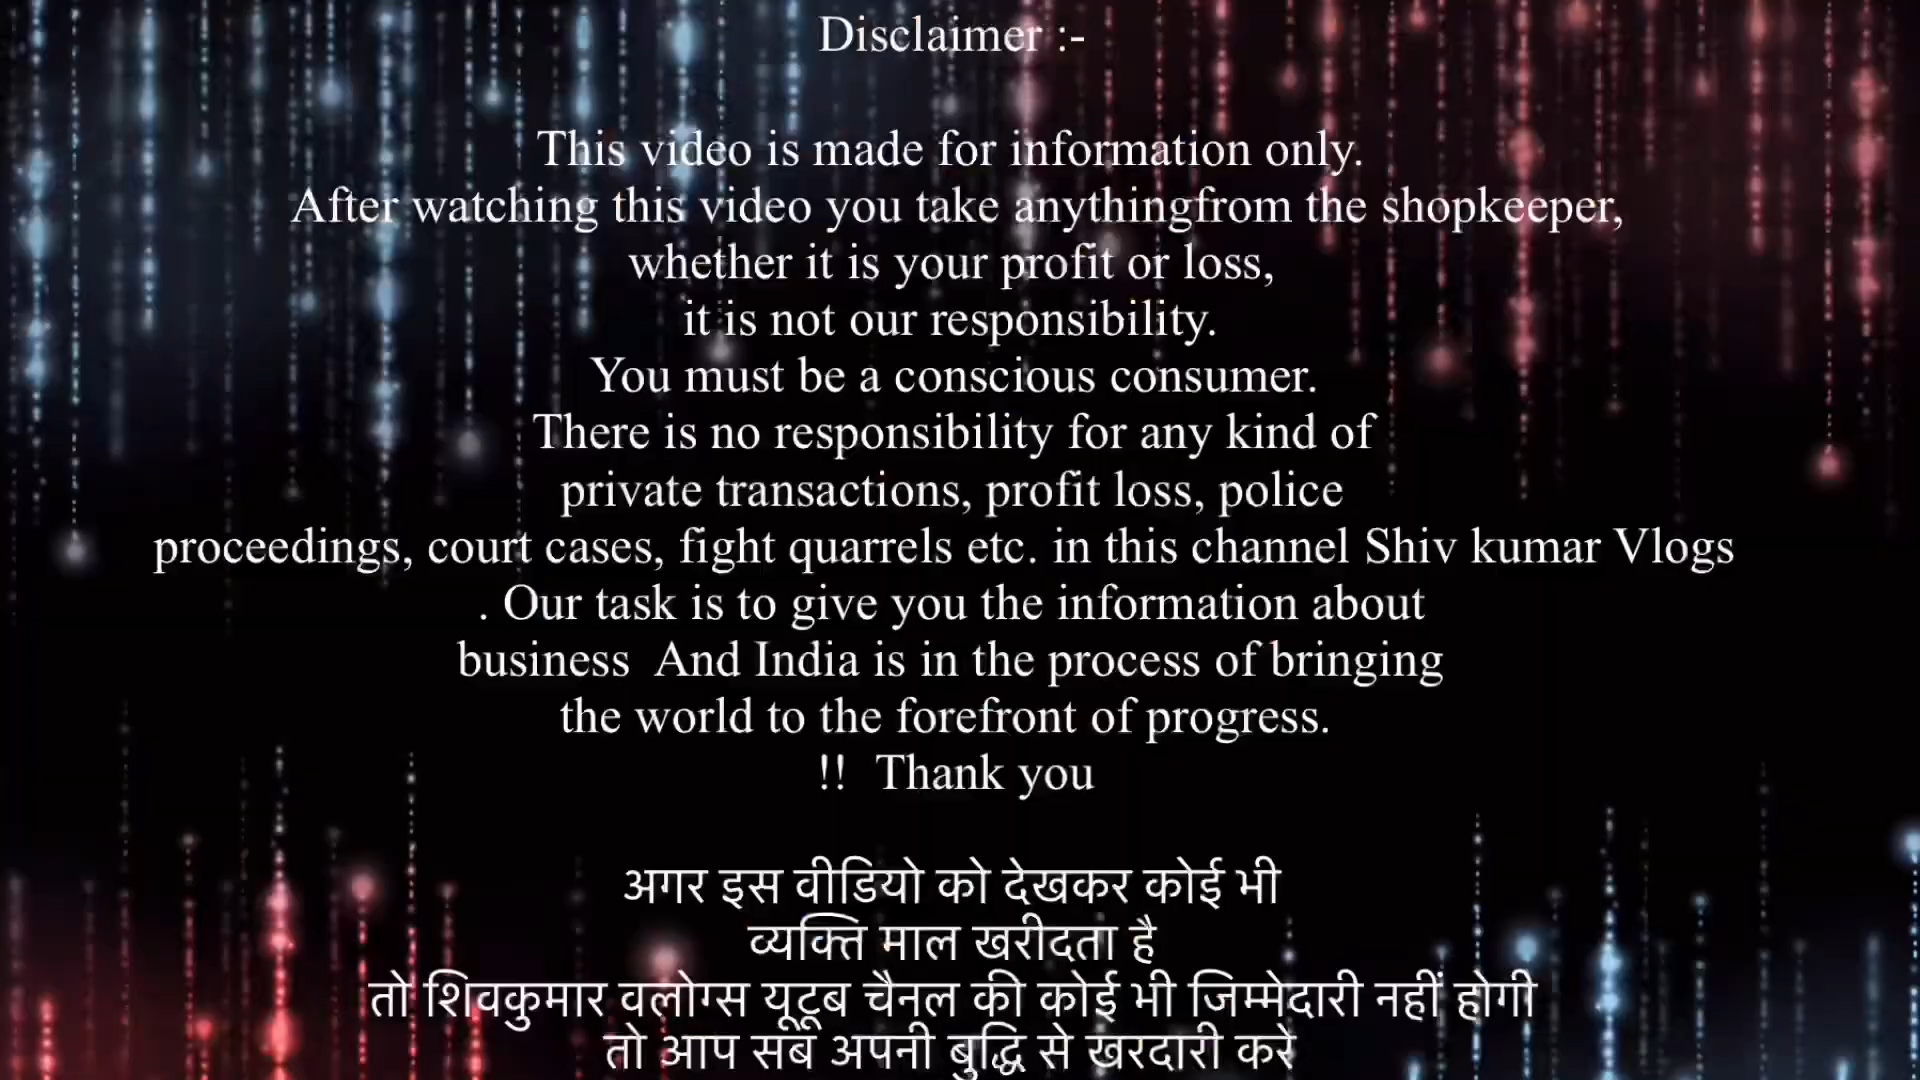 Disclaimer :-
This video is made for information only.
After watching this video you take anythingfrom the shopkeeper,
whether it is your profit or loss,
it is not our responsibility.
You must be a conscious consumer.
There is no responsibility for any kind of
private transactions, profit loss, police
proceedings, court cases, fight quarrels etc. in this channel Shiv kumar Vlogs
. Our task is to give you the information about
business  And India is in the process of bringing
the world to the forefront of progress.
!!  Thank you
अगर इस वीडियो को देखकर कोई भी
व्यक्ति माल खरीदता है
तो शिवकुमार वलोग्स यूटूब चैनल की कोई भी जिम्मेदारी नहीं होगी
तो आप सब अपनी बुद्धि से खरदारी करे